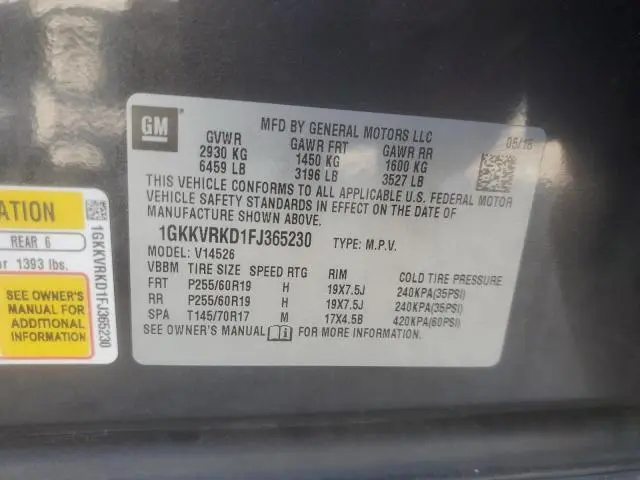 GM
MFD BY GENERAL MOTORS LLC
05/15
GVWR GAWR FRT GAWR RR
2930 KG 1450 KG 1600 KG
6459 LB 3196 LB 3527 LB
THIS VEHICLE CONFORMS TO ALL APPLICABLE U.S. FEDERAL MOTOR
VEHICLE SAFETY STANDARDS IN EFFECT ON THE DATE OF
MANUFACTURE SHOWN ABOVE.
1GKKVRKD1FJ365230 TYPE: M.P.V.
MODEL: V14526
VBBM TIRE SIZE SPEED RTG RIM COLD TIRE PRESSURE
FRT P255/60R19 H 19X7.5J 240KPA(35PSI)
RR P255/60R19 H 19X7.5J 240KPA(35PSI)
SPA T145/70R17 M 17X4.5B 420KPA(60PSI)
SEE OWNER'S MANUAL FOR MORE INFORMATION.
ATION
REAR 6
or 1393 lbs.
SEE OWNER'S
MANUAL FOR
ADDITIONAL
INFORMATION
1GKKVRKD1FJ365230